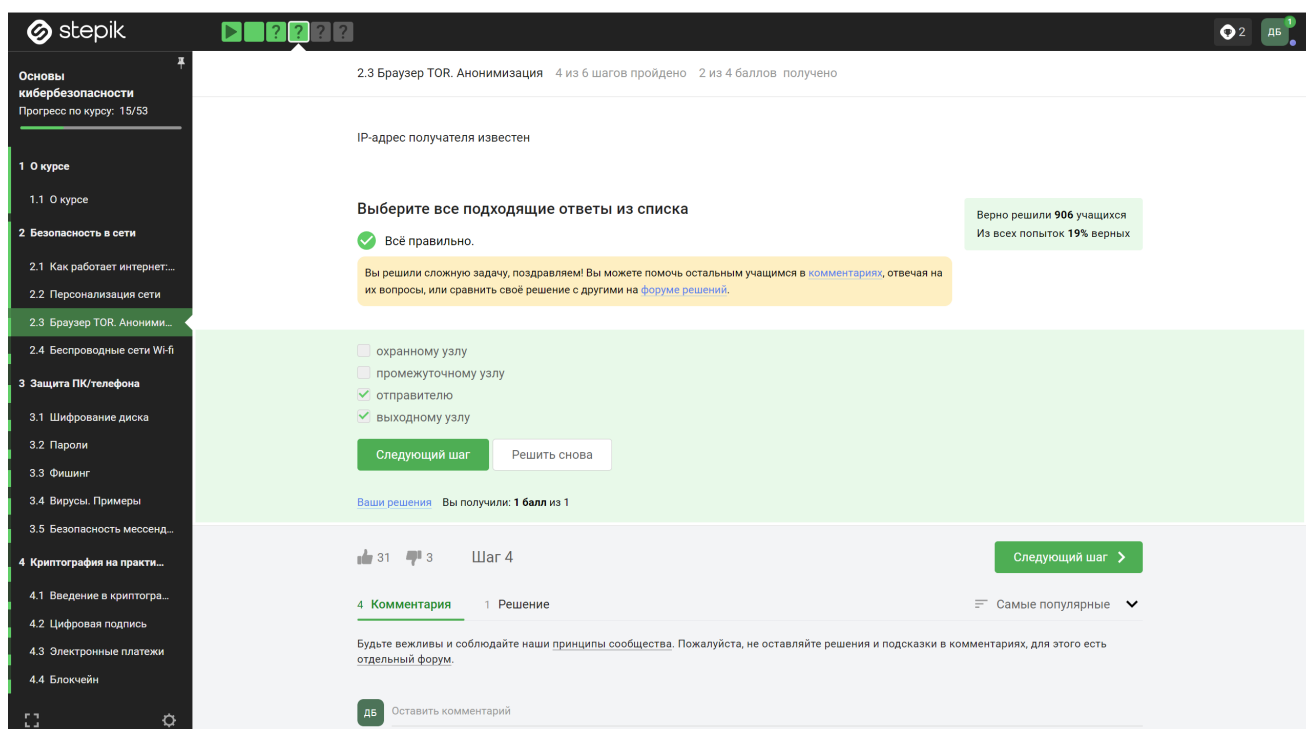 stepik
? ? ? ?
2
ДБ
1
Основы
кибербезопасности
Прогресс по курсу: 15/53
1 О курсе
1.1 О курсе
2 Безопасность в сети
2.1 Как работает интернет:...
2.2 Персонализация сети
2.3 Браузер TOR. Аноними...
2.4 Беспроводные сети Wi-fi
3 Защита ПК/телефона
3.1 Шифрование диска
3.2 Пароли
3.3 Фишинг
3.4 Вирусы. Примеры
3.5 Безопасность мессенд...
4 Криптография на практи...
4.1 Введение в криптогра...
4.2 Цифровая подпись
4.3 Электронные платежи
4.4 Блокчейн
2.3 Браузер TOR. Анонимизация 4 из 6 шагов пройдено 2 из 4 баллов получено
IP-адрес получателя известен
Выберите все подходящие ответы из списка
Всё правильно.
Верно решили 906 учащихся
Из всех попыток 19% верных
Вы решили сложную задачу, поздравляем! Вы можете помочь остальным учащимся в комментариях, отвечая на
их вопросы, или сравнить своё решение с другими на форуме решений.
охранному узлу
промежуточному узлу
отправителю
выходному узлу
Следующий шаг Решить снова
Ваши решения Вы получили: 1 балл из 1
31 3 Шаг 4 Следующий шаг
4 Комментария 1 Решение Самые популярные
Будьте вежливы и соблюдайте наши принципы сообщества. Пожалуйста, не оставляйте решения и подсказки в комментариях, для этого есть
отдельный форум.
ДБ Оставить комментарий